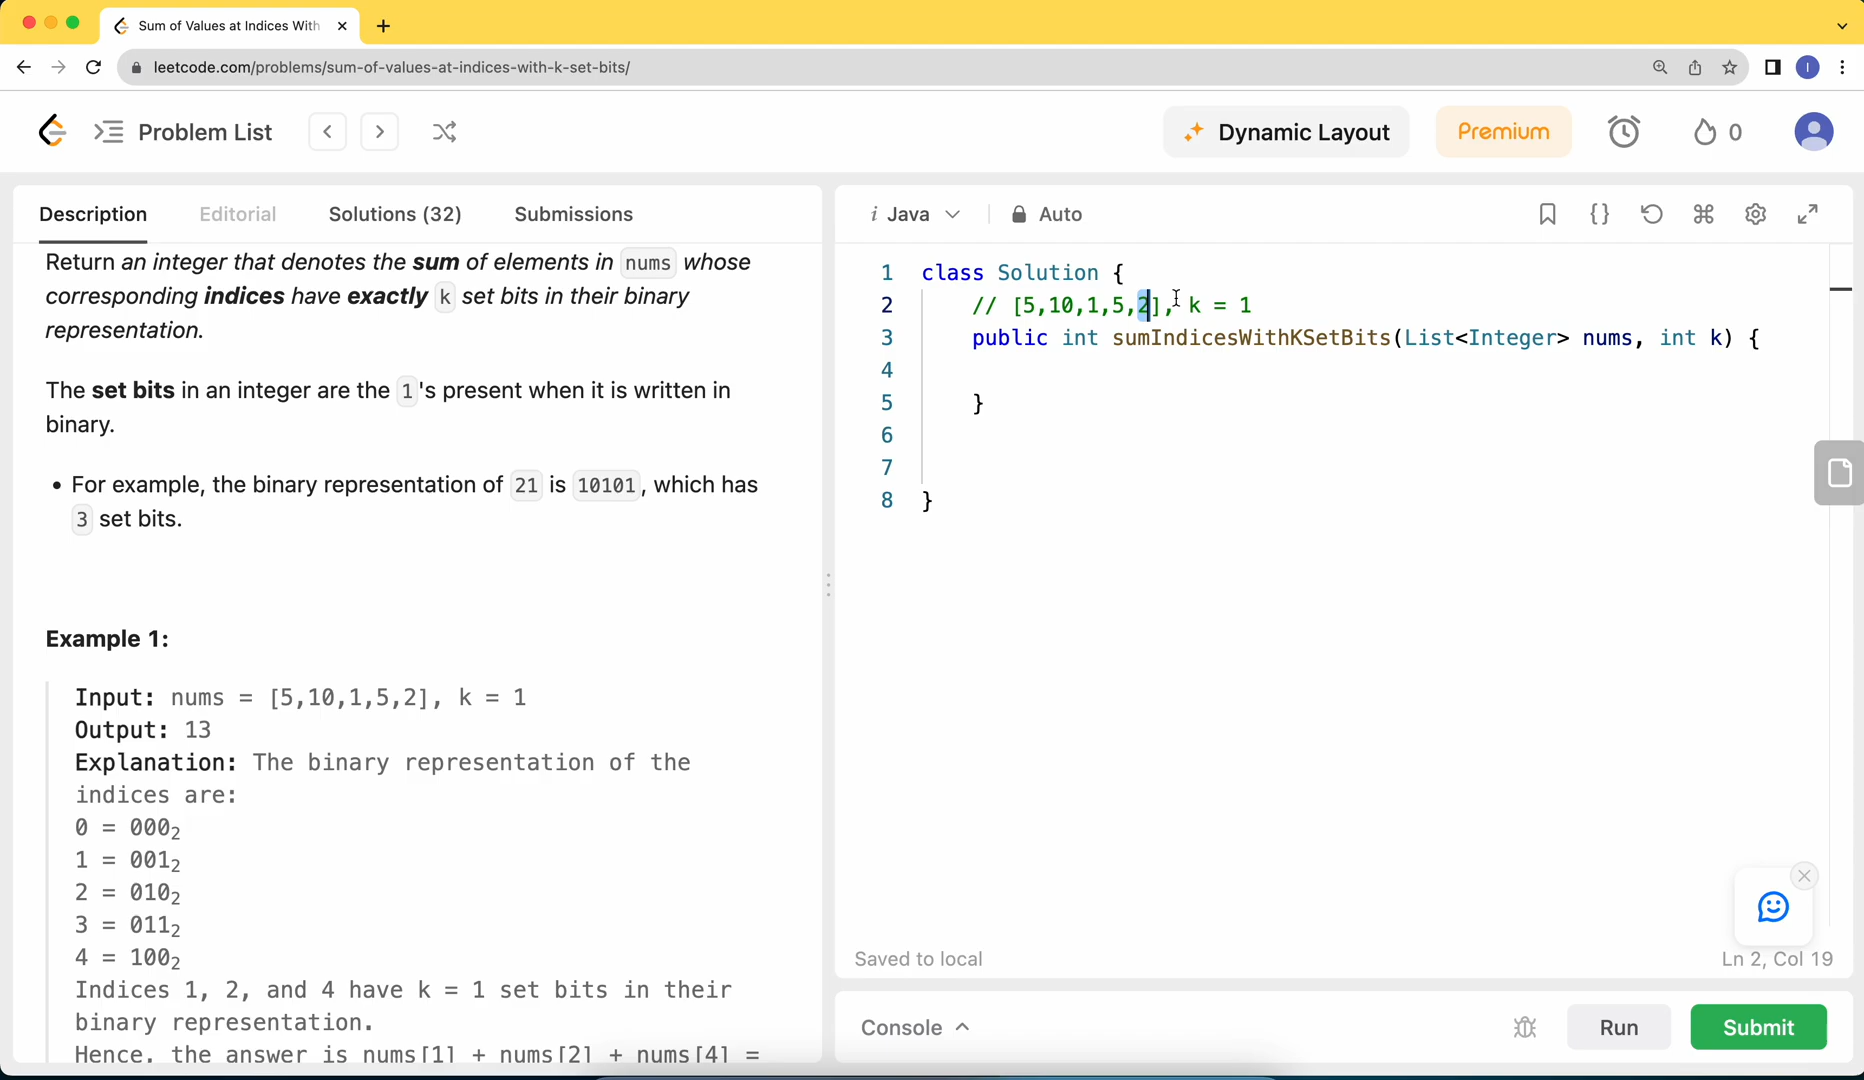 Sum of Values at Indices With
leetcode.com/problems/sum-of-values-at-indices-with-k-set-bits/
I
Problem List
Dynamic Layout
Premium
0
Description
Editorial
Solutions (32)
Submissions
Return an integer that denotes the sum of elements in nums whose
corresponding indices have exactly k set bits in their binary
representation.
The set bits in an integer are the 1's present when it is written in
binary.
• For example, the binary representation of 21 is 10101, which has
3 set bits.
Example 1:
Input: nums = [5,10,1,5,2], k = 1
Output: 13
Explanation: The binary representation of the
indices are:
0 = 000₂
1 = 001₂
2 = 010₂
3 = 011₂
4 = 100₂
Indices 1, 2, and 4 have k = 1 set bits in their
binary representation.
Hence, the answer is nums[1] + nums[2] + nums[4] =
i Java
Auto
1 class Solution {
2 // [5,10,1,5,2], k = 1
3 public int sumIndicesWithKSetBits(List<Integer> nums, int k) {
4
5 }
6
7
8 }
Saved to local
Ln 2, Col 19
Console
Run
Submit